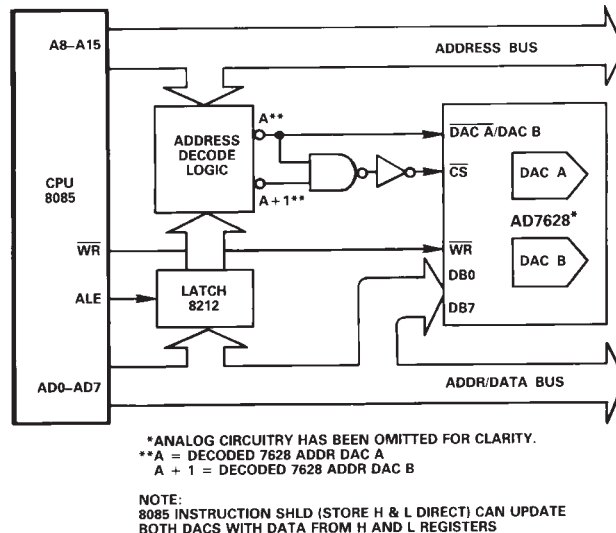 A8–A15
ADDRESS BUS
A**
ADDRESS
DECODE
LOGIC
DAC A/DAC B
CS
DAC A
CPU
8085
A + 1**
AD7628*
WR
WR
DAC B
DB0
ALE
LATCH
8212
DB7
AD0–AD7
ADDR/DATA BUS
*ANALOG CIRCUITRY HAS BEEN OMITTED FOR CLARITY.
**A = DECODED 7628 ADDR DAC A
A + 1 = DECODED 7628 ADDR DAC B
NOTE:
8085 INSTRUCTION SHLD (STORE H & L DIRECT) CAN UPDATE
BOTH DACS WITH DATA FROM H AND L REGISTERS